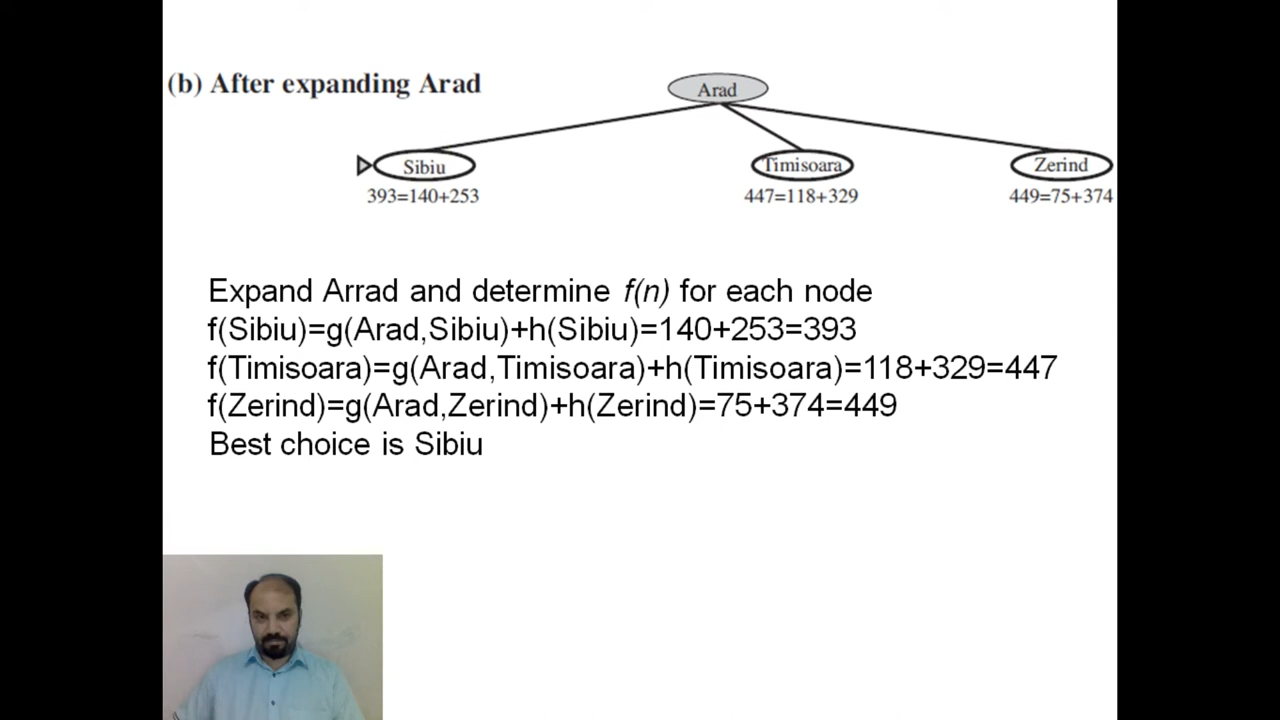 (b) After expanding Arad
Arad
Sibiu
Timisoara
Zerind
393=140+253
447=118+329
449=75+374
Expand Arrad and determine f(n) for each node
f(Sibiu)=g(Arad,Sibiu)+h(Sibiu)=140+253=393
f(Timisoara)=g(Arad,Timisoara)+h(Timisoara)=118+329=447
f(Zerind)=g(Arad,Zerind)+h(Zerind)=75+374=449
Best choice is Sibiu